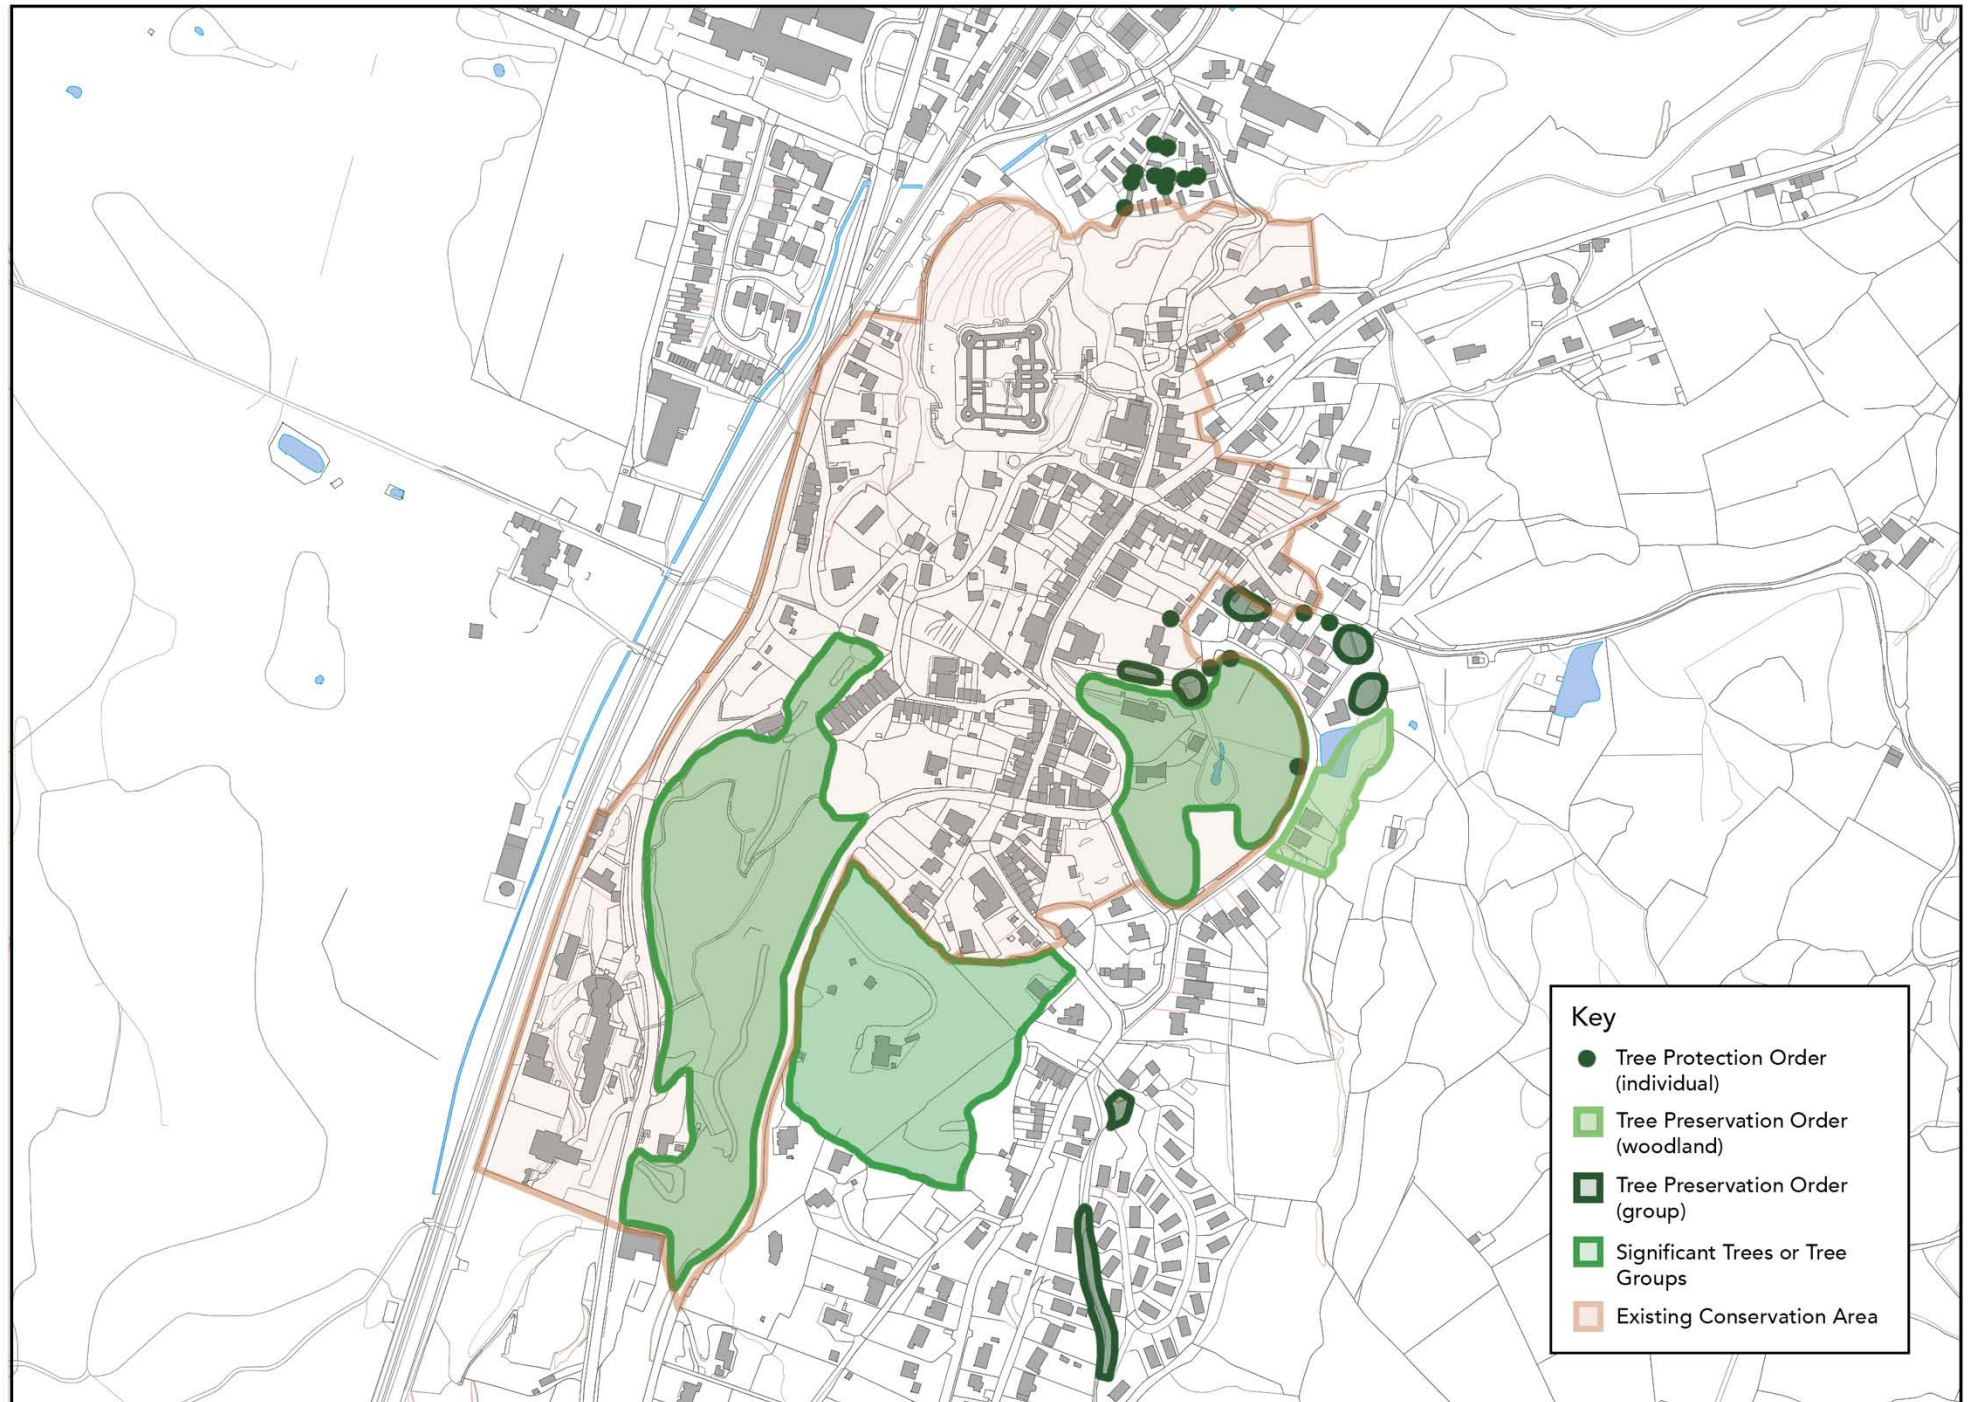 Key
Tree Protection Order
(individual)
Tree Preservation Order
(woodland)
Tree Preservation Order
(group)
Significant Trees or Tree
Groups
Existing Conservation Area